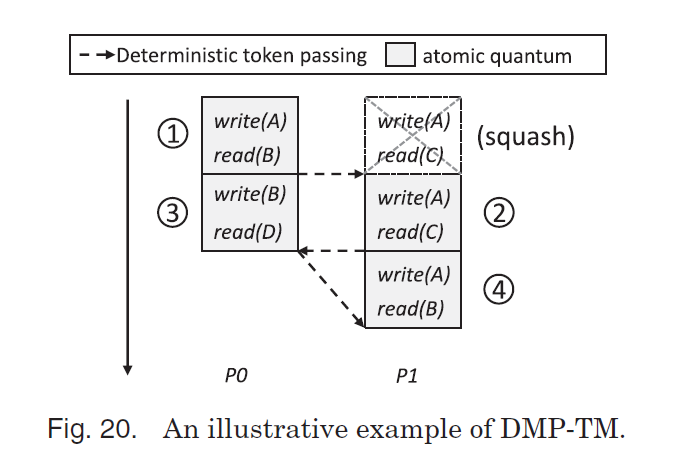 Deterministic token passing atomic quantum
① write(A) write(A) (squash)
read(B) read(C)
③ write(B) write(A) ②
read(D) read(C)
write(A) ④
read(B)
P0 P1
Fig. 20. An illustrative example of DMP-TM.